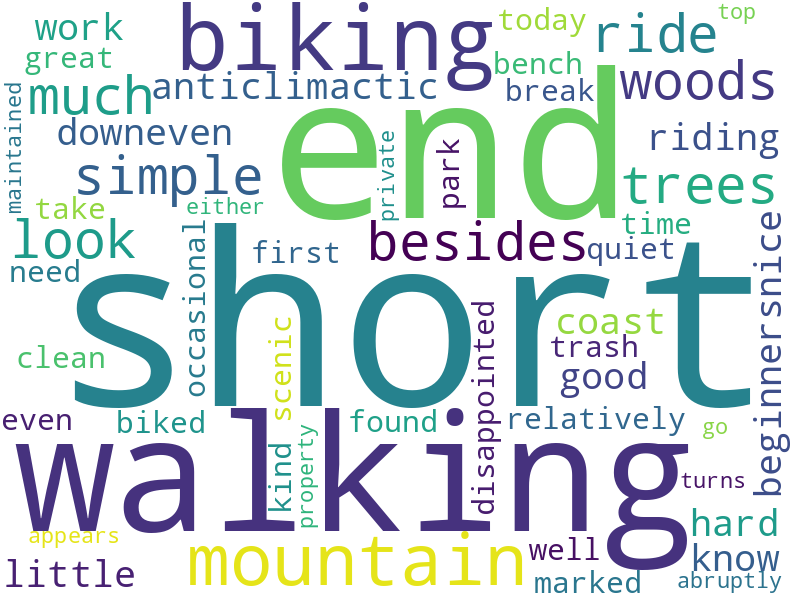 top
work
biking
today
ride
great
bench
woods
much
anticlimactic
break
maintained
downeven
end
riding
simple
private
park
trees
take
either
look
occasional
first
besides
time
quiet
need
short
beginnersnice
clean
scenic
disappointed
coast
trash
good
even
biked
walking
found
relatively
go
kind
property
turns
appears
mountain
hard
little
well
know
marked
abruptly